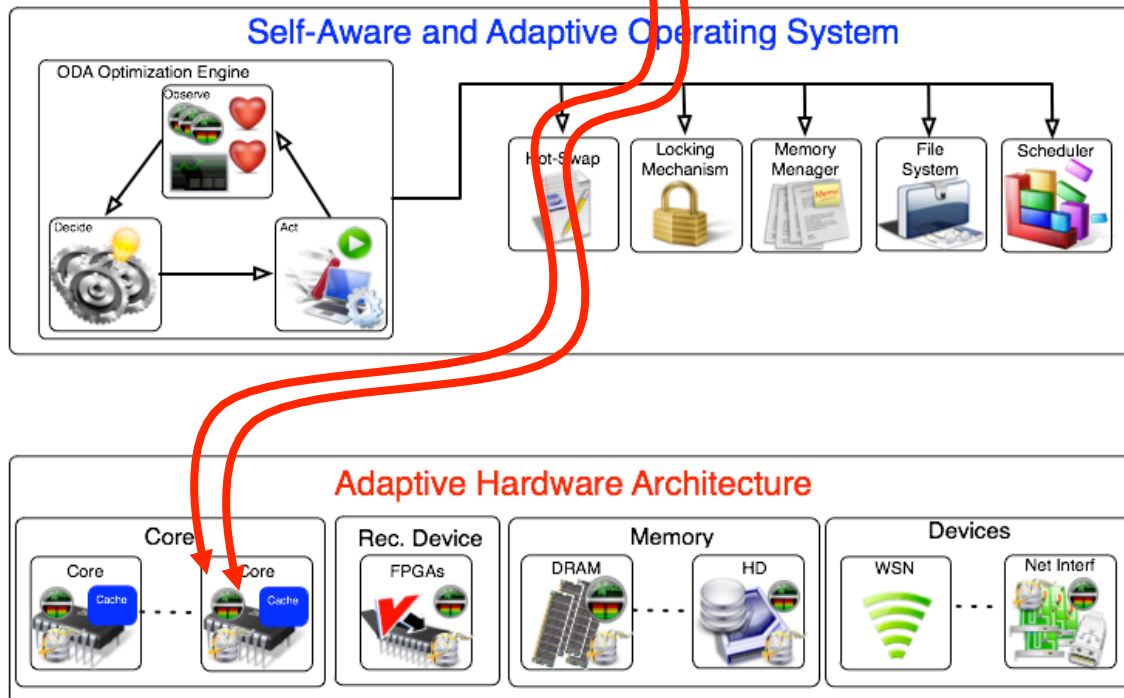 Self-Aware and Adaptive Operating System
ODA Optimization Engine
Observe
Decide
Act
Hot-Swap
Locking
Mechanism
Memory
Menager
Memo
File
System
Scheduler
Adaptive Hardware Architecture
Core
Core
Cache
Core
Cache
Rec. Device
FPGAs
Memory
DRAM
HD
Devices
WSN
Net Interf